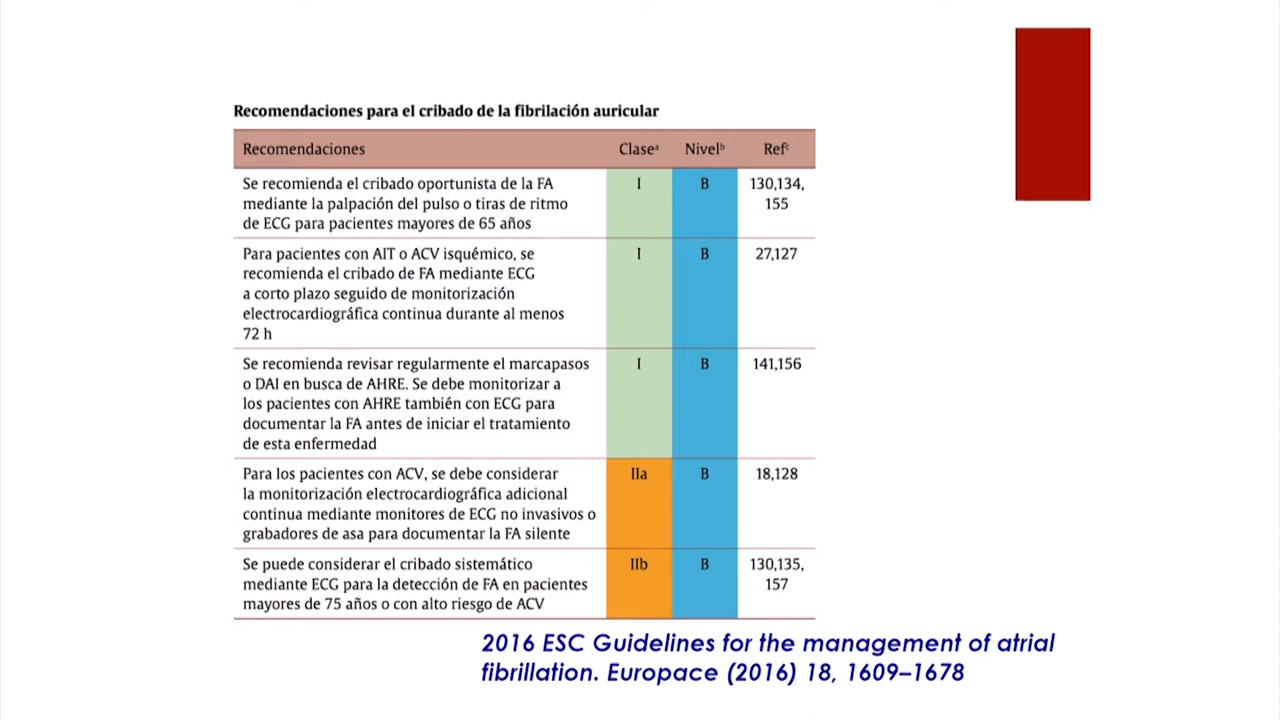 Recomendaciones para el cribado de la fibrilación auricular
Recomendaciones Claseᵃ Nivelᵇ Refᶜ
Se recomienda el cribado oportunista de la FA I B 130,134,
mediante la palpación del pulso o tiras de ritmo 155
de ECG para pacientes mayores de 65 años
Para pacientes con AIT o ACV isquémico, se I B 27,127
recomienda el cribado de FA mediante ECG
a corto plazo seguido de monitorización
electrocardiográfica continua durante al menos
72 h
Se recomienda revisar regularmente el marcapasos I B 141,156
o DAI en busca de AHRE. Se debe monitorizar a
los pacientes con AHRE también con ECG para
documentar la FA antes de iniciar el tratamiento
de esta enfermedad
Para los pacientes con ACV, se debe considerar IIa B 18,128
la monitorización electrocardiográfica adicional
continua mediante monitores de ECG no invasivos o
grabadores de asa para documentar la FA silente
Se puede considerar el cribado sistemático IIb B 130,135,
mediante ECG para la detección de FA en pacientes 157
mayores de 75 años o con alto riesgo de ACV
2016 ESC Guidelines for the management of atrial
fibrillation. Europace (2016) 18, 1609–1678